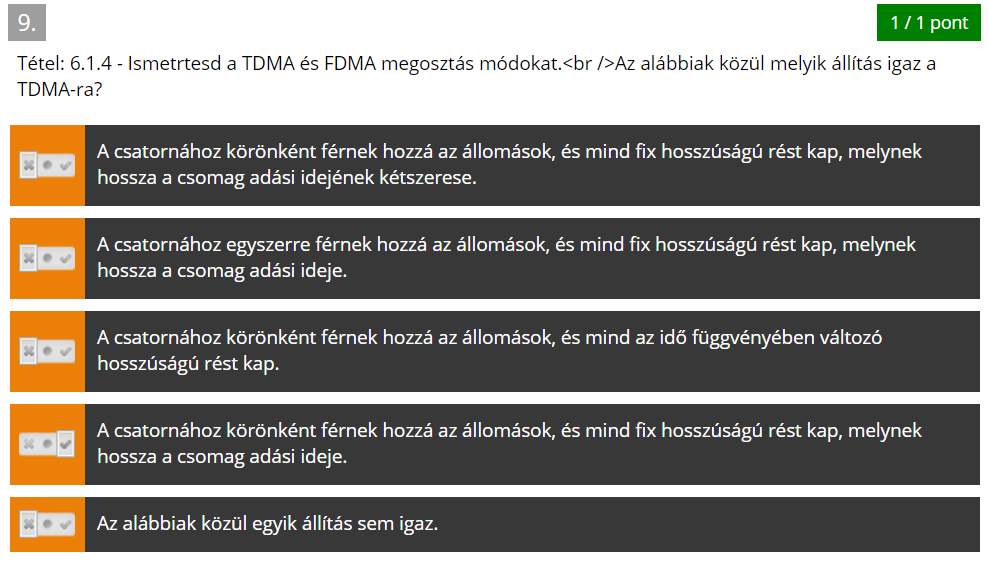 9.
1 / 1 pont
Tétel: 6.1.4 - Ismetrtesd a TDMA és FDMA megosztás módokat.<br />Az alábbiak közül melyik állítás igaz a
TDMA-ra?
A csatornához körönként férnek hozzá az állomások, és mind fix hosszúságú rést kap, melynek
hossza a csomag adási idejének kétszerese.
A csatornához egyszerre férnek hozzá az állomások, és mind fix hosszúságú rést kap, melynek
hossza a csomag adási ideje.
A csatornához körönként férnek hozzá az állomások, és mind az idő függvényében változó
hosszúságú rést kap.
A csatornához körönként férnek hozzá az állomások, és mind fix hosszúságú rést kap, melynek
hossza a csomag adási ideje.
Az alábbiak közül egyik állítás sem igaz.